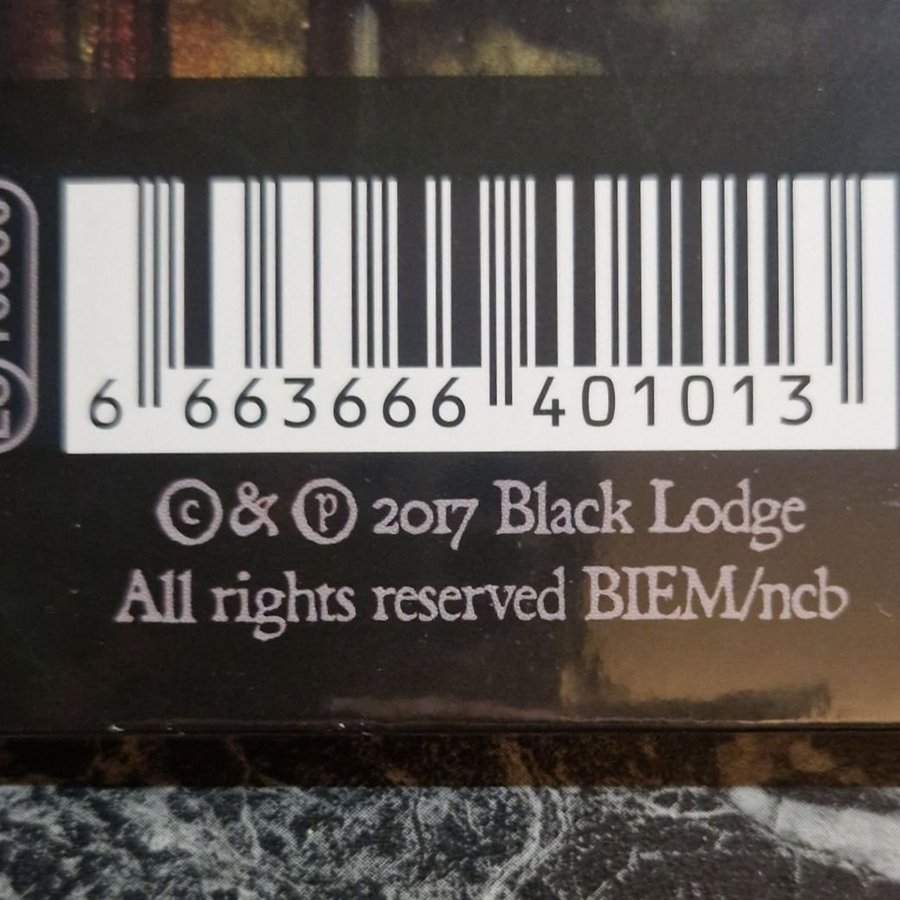 6 663666 401013
©&℗ 2017 Black Lodge
All rights reserved BIEM/ncb